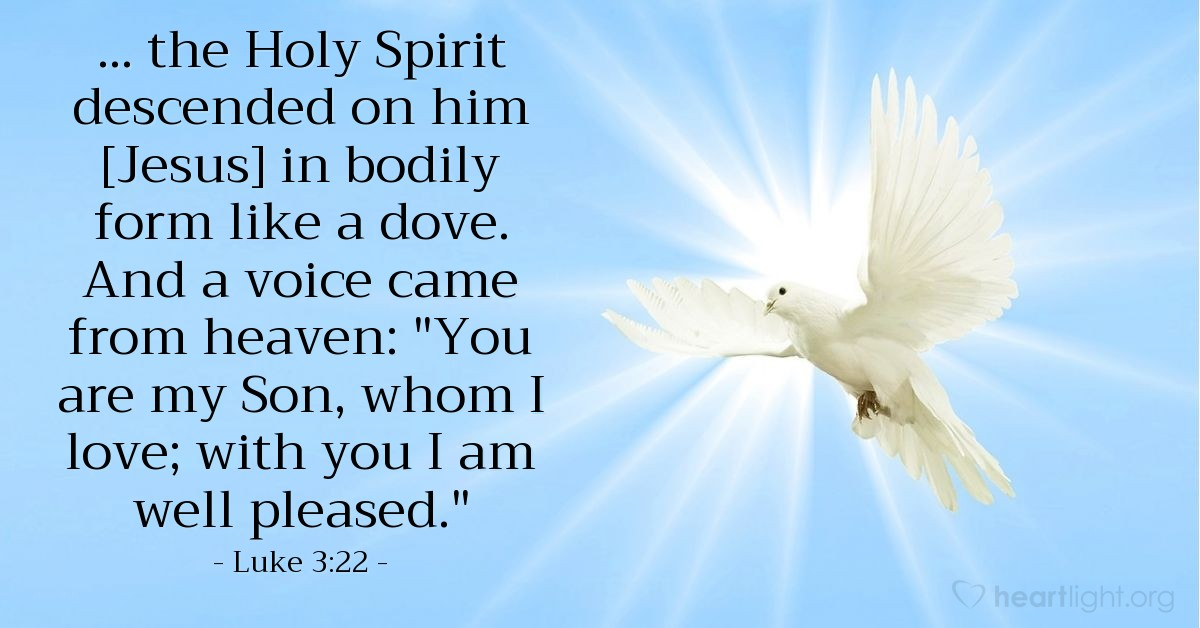 ... the Holy Spirit
descended on him
[Jesus] in bodily
form like a dove.
And a voice came
from heaven: "You
are my Son, whom I
love; with you I am
well pleased."
- Luke 3:22 -
heartlight.org